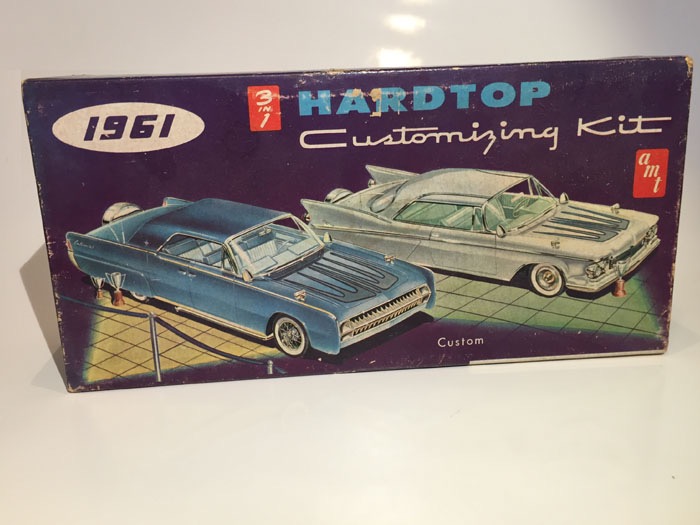 1961
3 IN 1
HARDTOP
Customizing Kit
amt
Custom